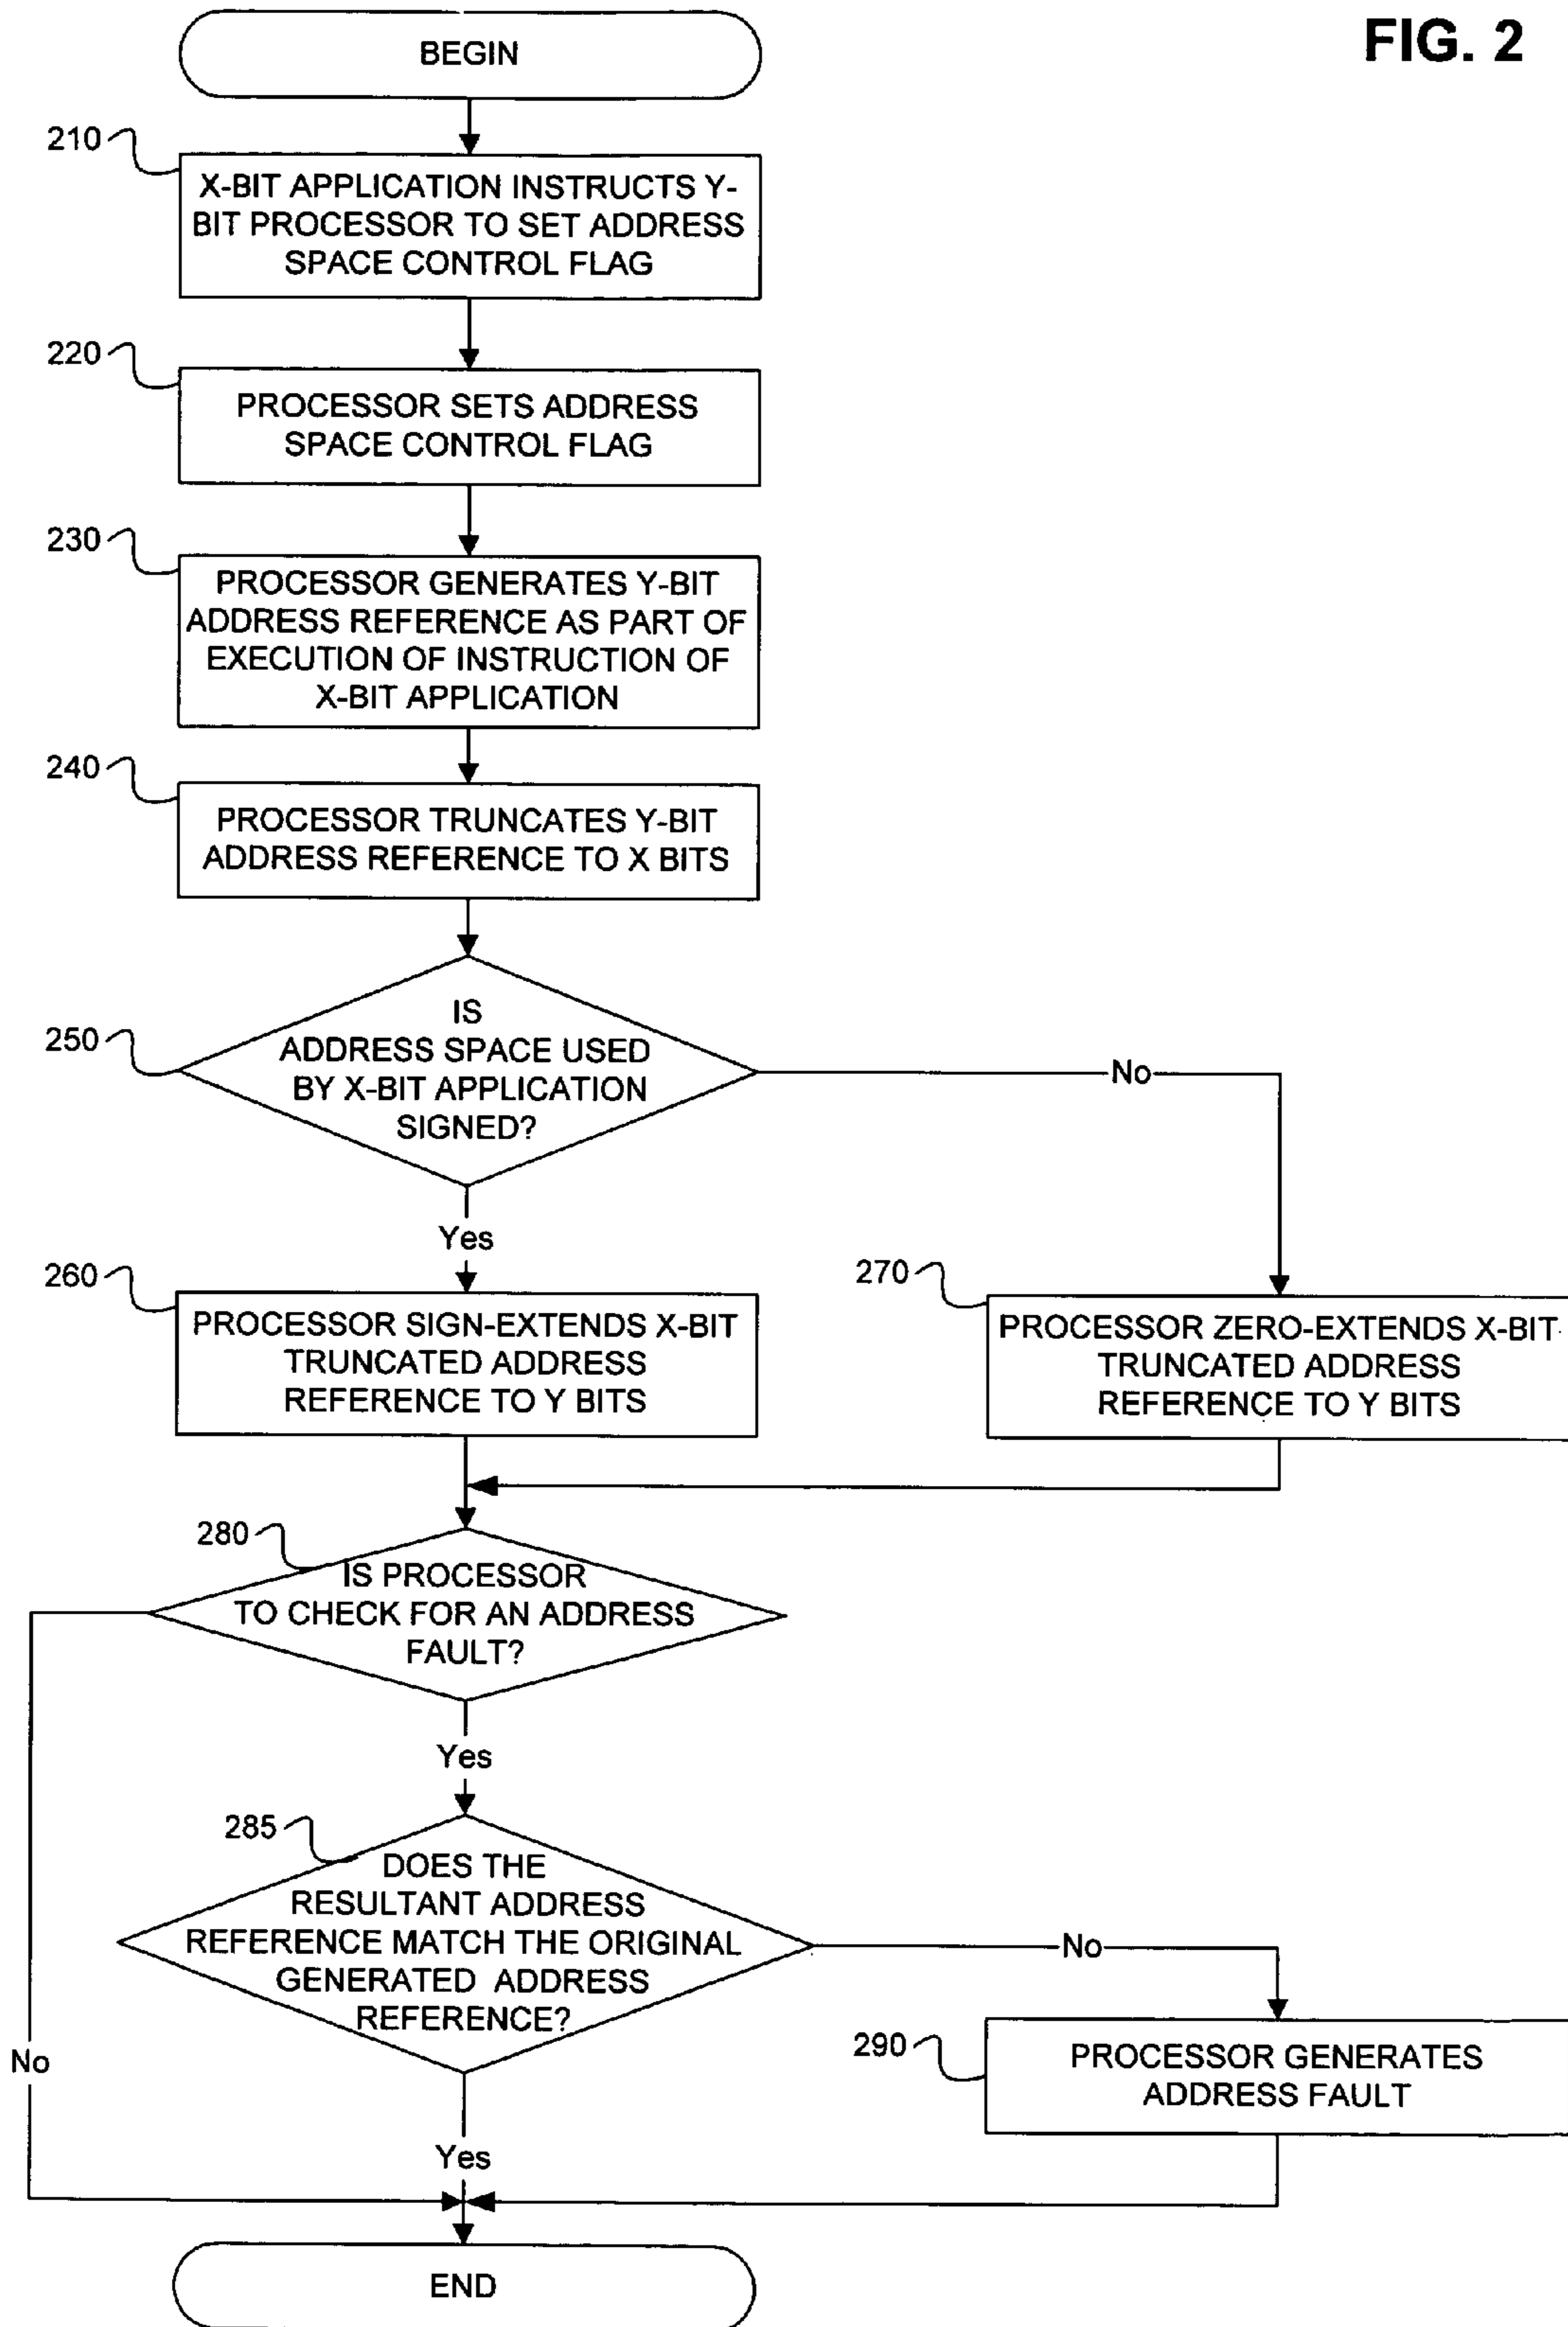 FIG. 2
BEGIN
210
X-BIT APPLICATION INSTRUCTS Y-
BIT PROCESSOR TO SET ADDRESS
SPACE CONTROL FLAG
220
PROCESSOR SETS ADDRESS
SPACE CONTROL FLAG
230
PROCESSOR GENERATES Y-BIT
ADDRESS REFERENCE AS PART OF
EXECUTION OF INSTRUCTION OF
X-BIT APPLICATION
240
PROCESSOR TRUNCATES Y-BIT
ADDRESS REFERENCE TO X BITS
250
IS
ADDRESS SPACE USED
BY X-BIT APPLICATION
SIGNED?
No
Yes
260
PROCESSOR SIGN-EXTENDS X-BIT
TRUNCATED ADDRESS
REFERENCE TO Y BITS
270
PROCESSOR ZERO-EXTENDS X-BIT
TRUNCATED ADDRESS
REFERENCE TO Y BITS
280
IS PROCESSOR
TO CHECK FOR AN ADDRESS
FAULT?
Yes
285
DOES THE
RESULTANT ADDRESS
REFERENCE MATCH THE ORIGINAL
GENERATED ADDRESS
REFERENCE?
No
290
PROCESSOR GENERATES
ADDRESS FAULT
No
Yes
END